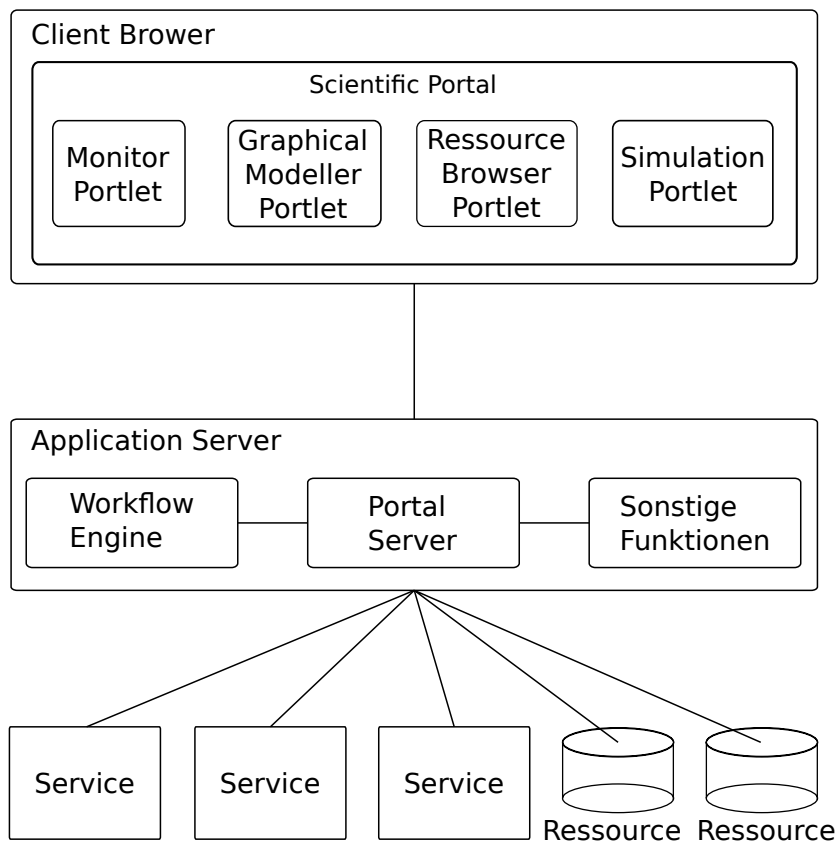 Client Brower
Scientific Portal
Monitor
Portlet
Graphical
Modeller
Portlet
Ressource
Browser
Portlet
Simulation
Portlet
Application Server
Workflow
Engine
Portal
Server
Sonstige
Funktionen
Service
Service
Service
Ressource
Ressource